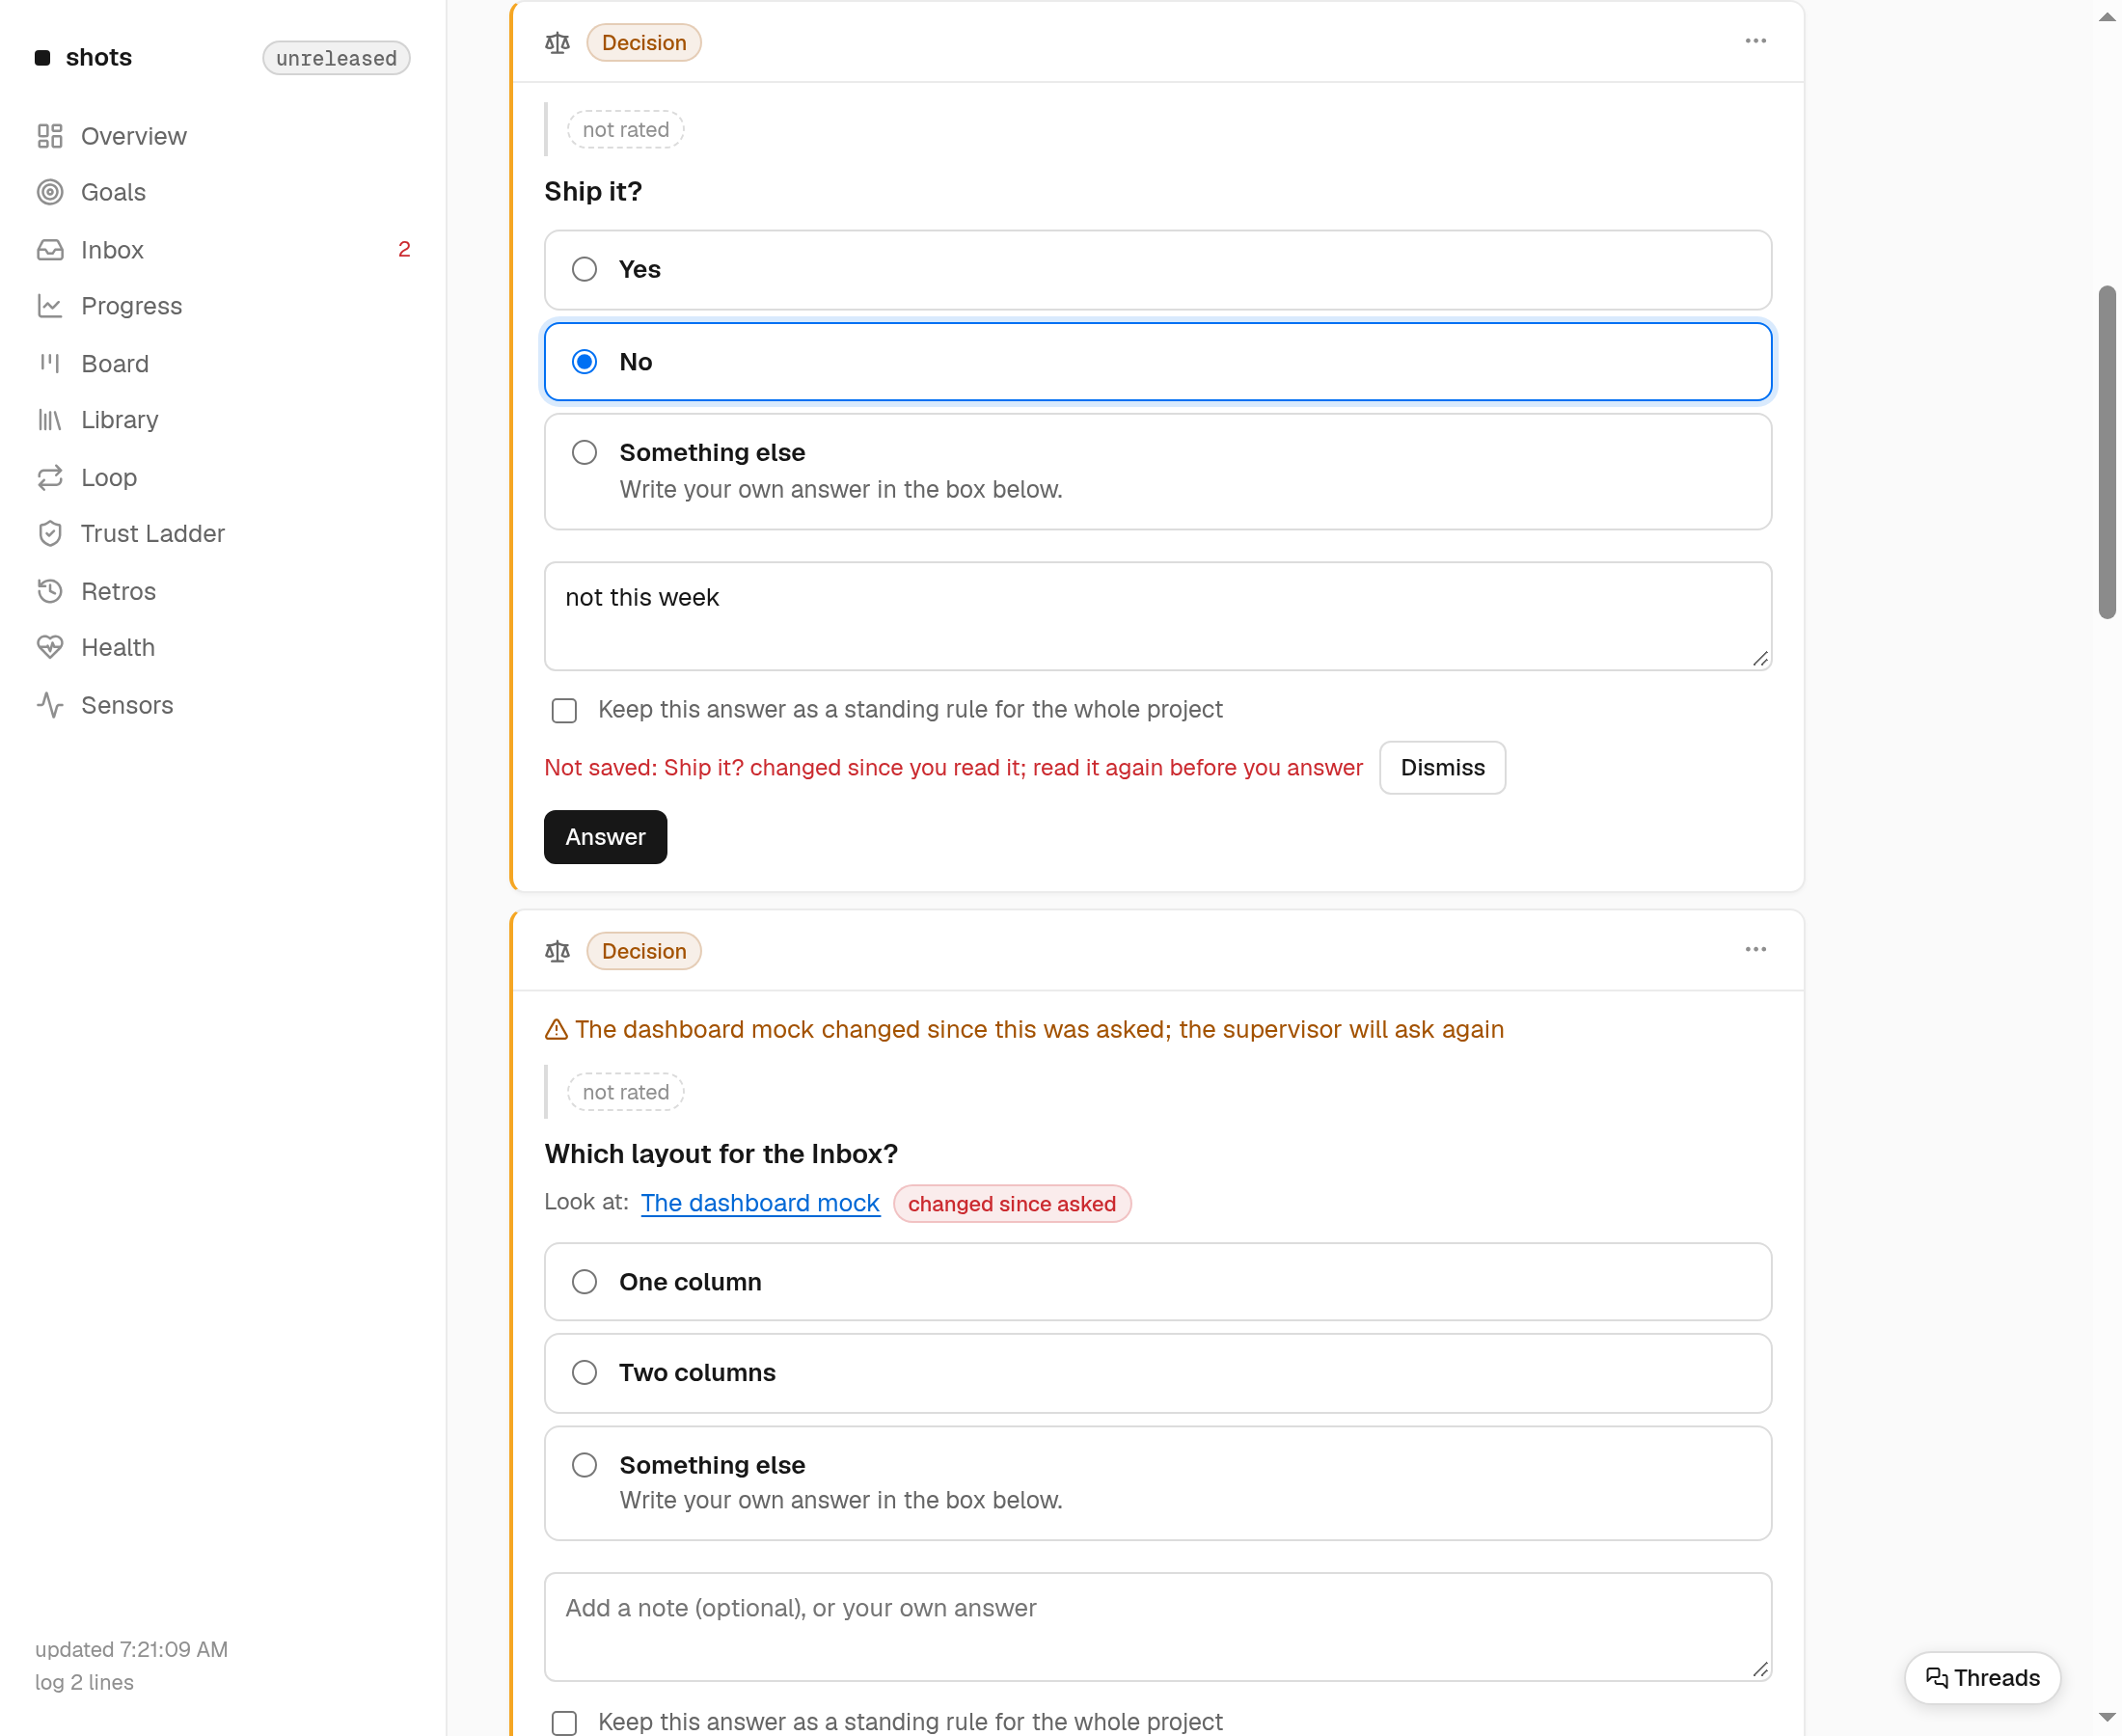 shots
unreleased
Overview
Goals
Inbox
2
Progress
Board
Library
Loop
Trust Ladder
Retros
Health
Sensors
updated 7:21:09 AM
log 2 lines
Decision
not rated
Ship it?
Yes
No
Something else
Write your own answer in the box below.
not this week
Keep this answer as a standing rule for the whole project
Not saved: Ship it? changed since you read it; read it again before you answer
Dismiss
Answer
Decision
The dashboard mock changed since this was asked; the supervisor will ask again
not rated
Which layout for the Inbox?
Look at: The dashboard mock changed since asked
One column
Two columns
Something else
Write your own answer in the box below.
Add a note (optional), or your own answer
Keep this answer as a standing rule for the whole project
Threads